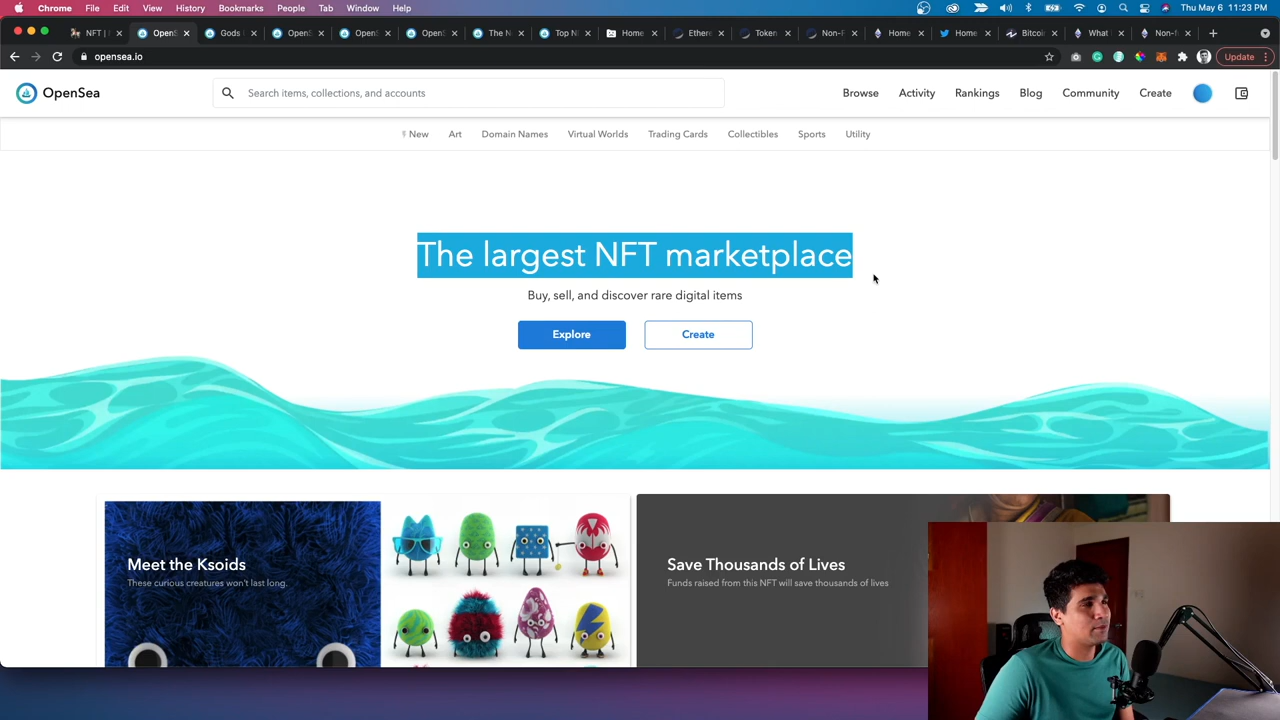 Chrome File Edit View History Bookmarks People Tab Window Help Thu May 6 11:23 PM
NFT | OpenS Gods OpenS OpenS OpenS The N Top N Home Ethere Token Non-F Home Home Bitcoi What Non-f
opensea.io Update
OpenSea Search items, collections, and accounts Browse Activity Rankings Blog Community Create
New Art Domain Names Virtual Worlds Trading Cards Collectibles Sports Utility
The largest NFT marketplace
Buy, sell, and discover rare digital items
Explore Create
Meet the Ksoids
These curious creatures won't last long.
Save Thousands of Lives
Funds raised from this NFT will save thousands of lives